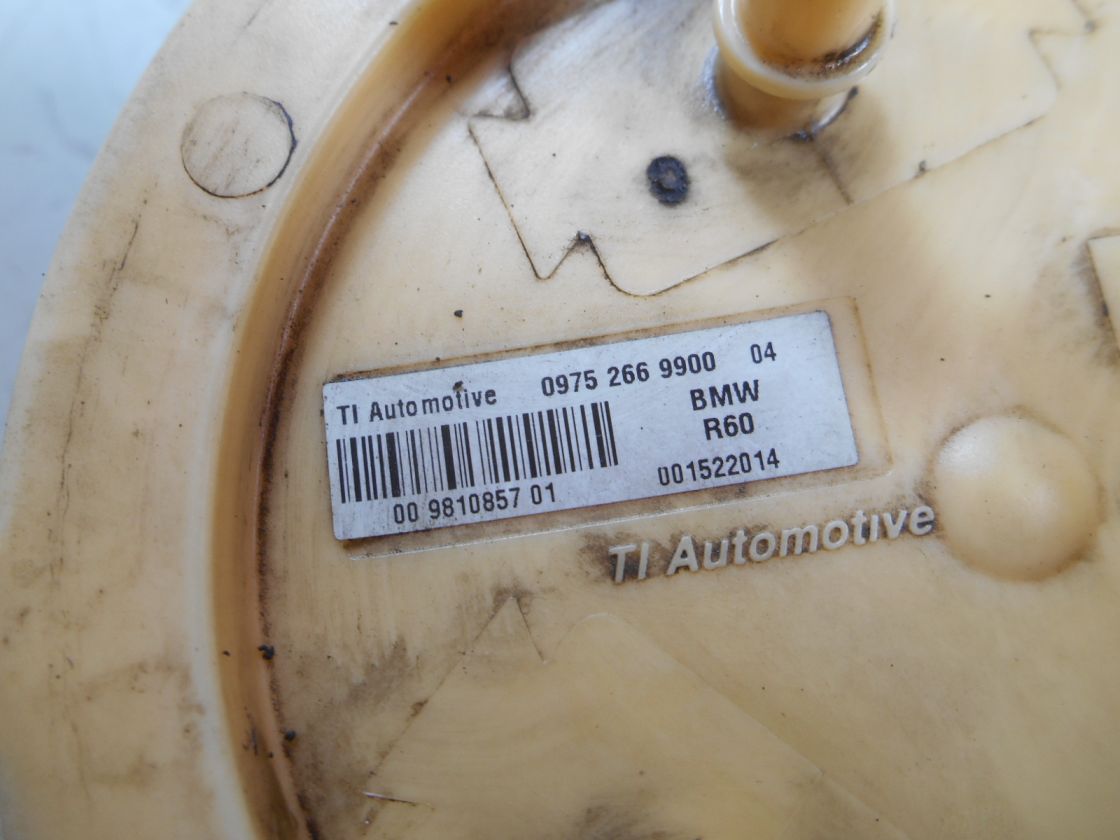 TI Automotive 0975 266 9900 04
BMW
R60
00 9810857 01 001522014
TI Automotive